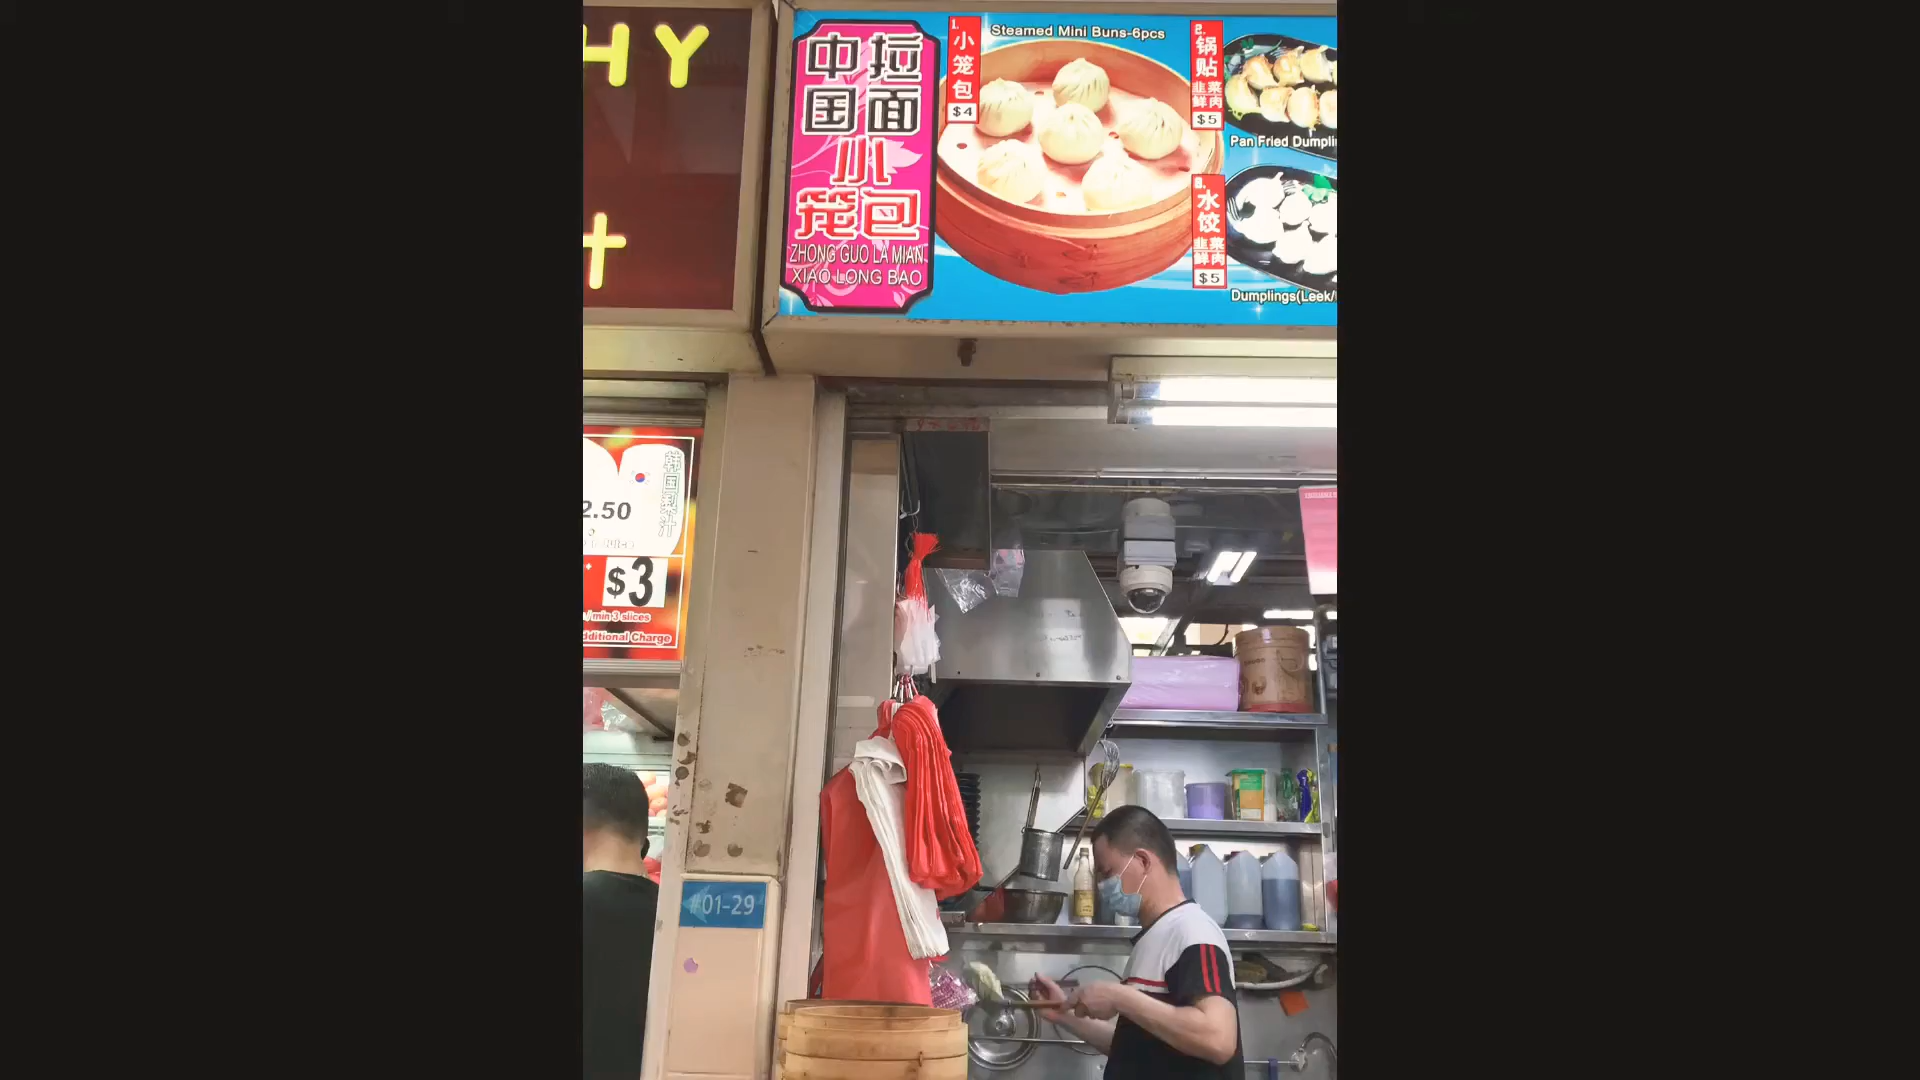 HY
t
中国
拉面
小
笼包
ZHONG GUO LA MIAN
XIAO LONG BAO
1.
小笼包
$4
Steamed Mini Buns-6pcs
2.
锅贴
韭菜
鲜肉
$5
Pan Fried Dumpli
3.
水饺
韭菜
鲜肉
$5
Dumplings(Leek/
2.50
$3
/min 3 slices
dditional Charge
#01-29